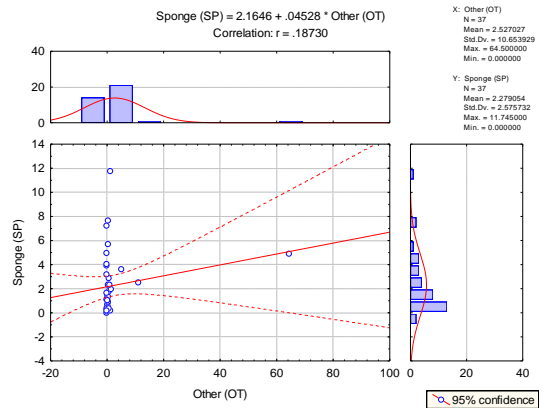 Sponge (SP) = 2.1646 + .04528 * Other (OT)
Correlation: r = .18730
X: Other (OT)
N = 37
Mean = 2.527027
Std.Dv. = 10.653929
Max. = 64.500000
Min. = 0.000000
Y: Sponge (SP)
N = 37
Mean = 2.279054
Std.Dv. = 2.575732
Max. = 11.745000
Min. = 0.000000
40
20
0
14
12
10
8
6
4
2
0
-2
-4
Sponge (SP)
-20 0 20 40 60 80 100
Other (OT)
0 20 40
95% confidence